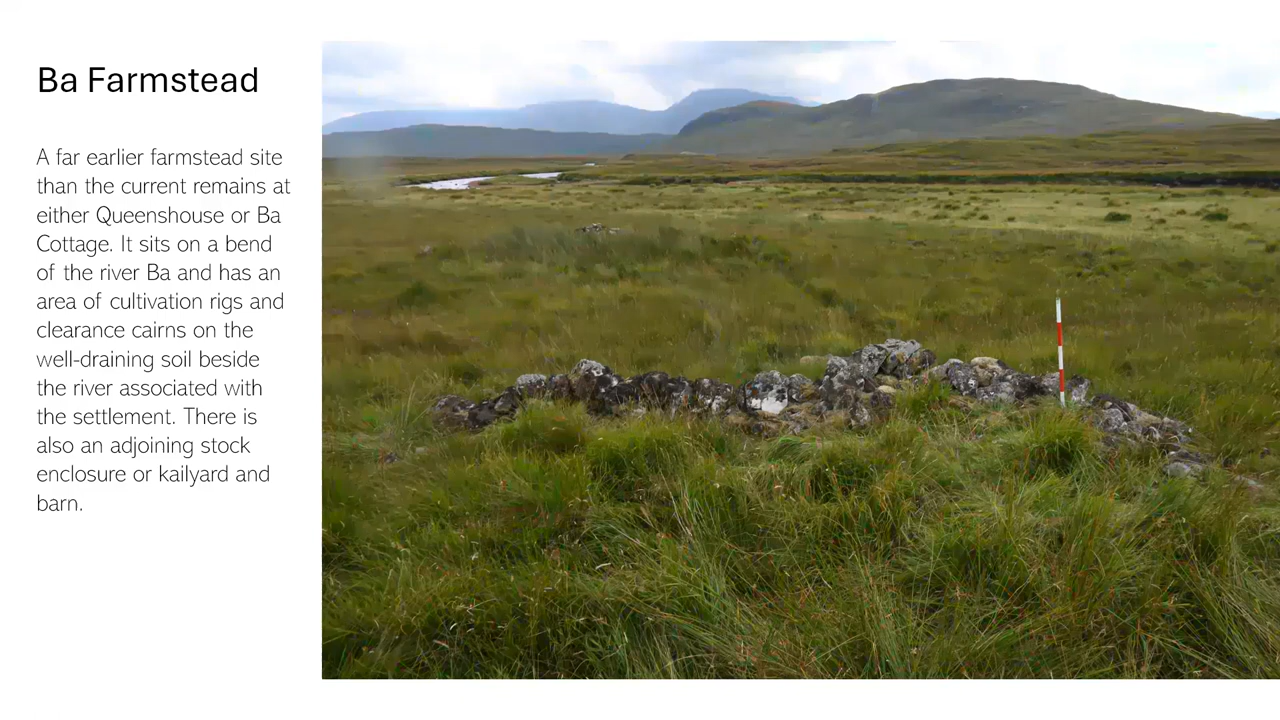 Ba Farmstead
A far earlier farmstead site
than the current remains at
either Queenshouse or Ba
Cottage. It sits on a bend
of the river Ba and has an
area of cultivation rigs and
clearance cairns on the
well-draining soil beside
the river associated with
the settlement. There is
also an adjoining stock
enclosure or kailyard and
barn.